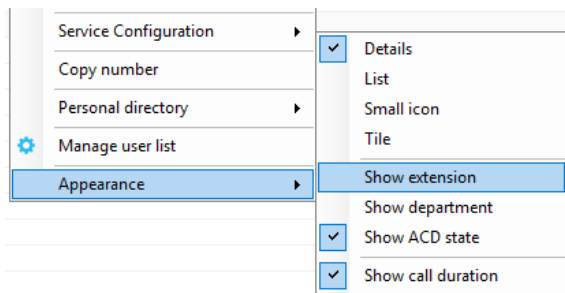 Service Configuration
Copy number
Personal directory
Manage user list
Appearance
Details
List
Small icon
Tile
Show extension
Show department
Show ACD state
Show call duration